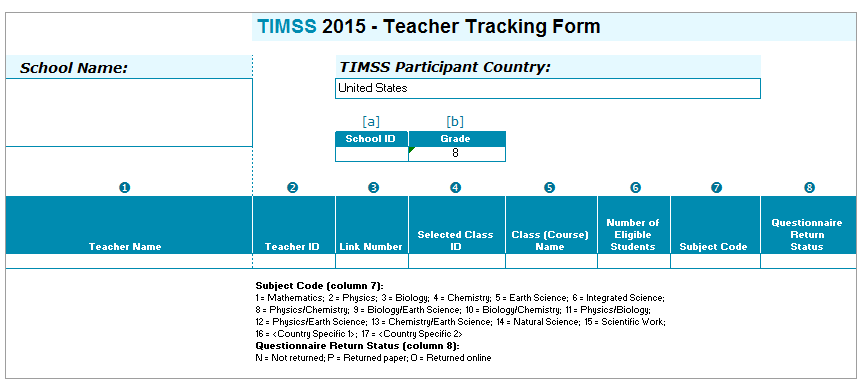 TIMSS 2015 - Teacher Tracking Form
School Name:
TIMSS Participant Country:
United States
[a] [b]
School ID Grade
8
❶ ❷ ❸ ❹ ❺ ❻ ❼ ❽
Teacher Name Teacher ID Link Number Selected Class ID Class (Course) Name Number of Eligible Students Subject Code Questionnaire Return Status
Subject Code (column 7):
1 = Mathematics; 2 = Physics; 3 = Biology; 4 = Chemistry; 5 = Earth Science; 6 = Integrated Science;
8 = Physics/Chemistry; 9 = Biology/Earth Science; 10 = Biology/Chemistry; 11 = Physics/Biology;
12 = Physics/Earth Science; 13 = Chemistry/Earth Science; 14 = Natural Science; 15 = Scientific Work;
16 = <Country Specific 1>; 17 = <Country Specific 2>
Questionnaire Return Status (column 8):
N = Not returned; P = Returned paper; O = Returned online